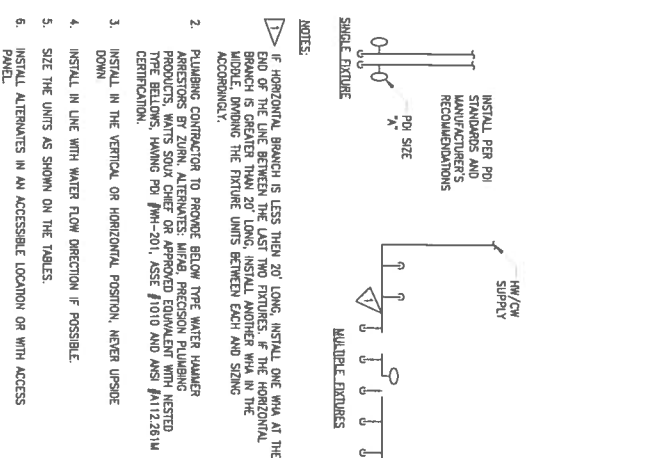 INSTALL PER PDI
STANDARDS AND
MANUFACTURER'S
RECOMMENDATIONS
PDI SIZE
"A"
SINGLE FIXTURE
HW/CW
SUPPLY
1
MULTIPLE FIXTURES
NOTES:
1 IF HORIZONTAL BRANCH IS LESS THEN 20' LONG, INSTALL ONE WHA AT THE
END OF THE LINE BETWEEN THE LAST TWO FIXTURES. IF THE HORIZONTAL
BRANCH IS GREATER THAN 20' LONG, INSTALL ANOTHER WHA IN THE
MIDDLE, DIVIDING THE FIXTURE UNITS BETWEEN EACH AND SIZING
ACCORDINGLY.
2. PLUMBING CONTRACTOR TO PROVIDE BELOW TYPE WATER HAMMER
ARRESTORS BY ZURN. ALTERNATES: MIFAB, PRECISION PLUMBING
PRODUCTS, WATTS SOUX CHIEF OR APPROVED EQUIVALENT WITH NESTED
TYPE BELLOWS, HAVING PDI #WH-201, ASSE #1010 AND ANSI #A112.261M
CERTIFICATION.
3. INSTALL IN THE VERTICAL OR HORIZONTAL POSITION, NEVER UPSIDE
DOWN
4. INSTALL IN LINE WITH WATER FLOW DIRECTION IF POSSIBLE.
5. SIZE THE UNITS AS SHOWN ON THE TABLES.
6. INSTALL ALTERNATES IN AN ACCESSIBLE LOCATION OR WITH ACCESS
PANEL